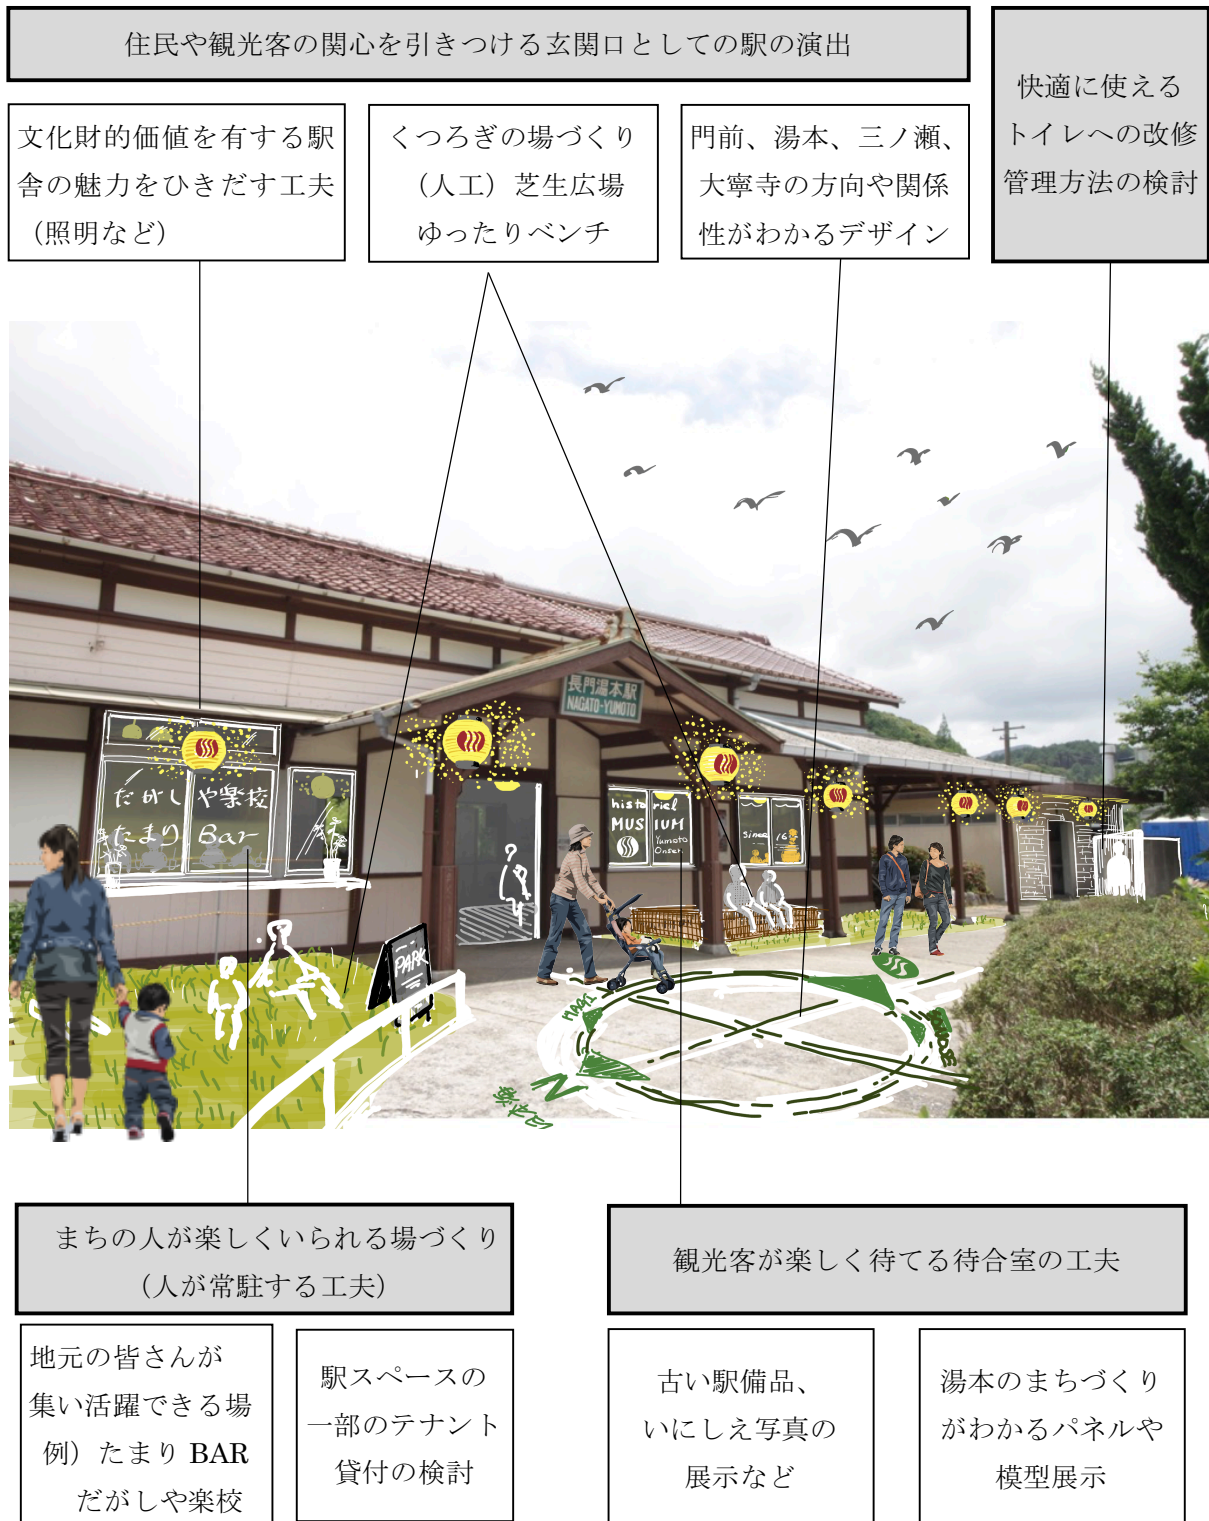 住民や観光客の関心を引きつける玄関口としての駅の演出
快適に使える
トイレへの改修
管理方法の検討
文化財的価値を有する駅
舎の魅力をひきだす工夫
（照明など）
くつろぎの場づくり
（人工）芝生広場
ゆったりベンチ
門前、湯本、三ノ瀬、
大寧寺の方向や関係
性がわかるデザイン
長門湯本駅
NAGATO-YUMOTO
だがしや楽校
たまり Bar
historiel
MUSIUM
Yumoto
Onsen
Since 16
PARK
N
まちの人が楽しくいられる場づくり
（人が常駐する工夫）
地元の皆さんが
集い活躍できる場
例）たまり BAR
だがしや楽校
駅スペースの
一部のテナント
貸付の検討
観光客が楽しく待てる待合室の工夫
古い駅備品、
いにしえ写真の
展示など
湯本のまちづくり
がわかるパネルや
模型展示